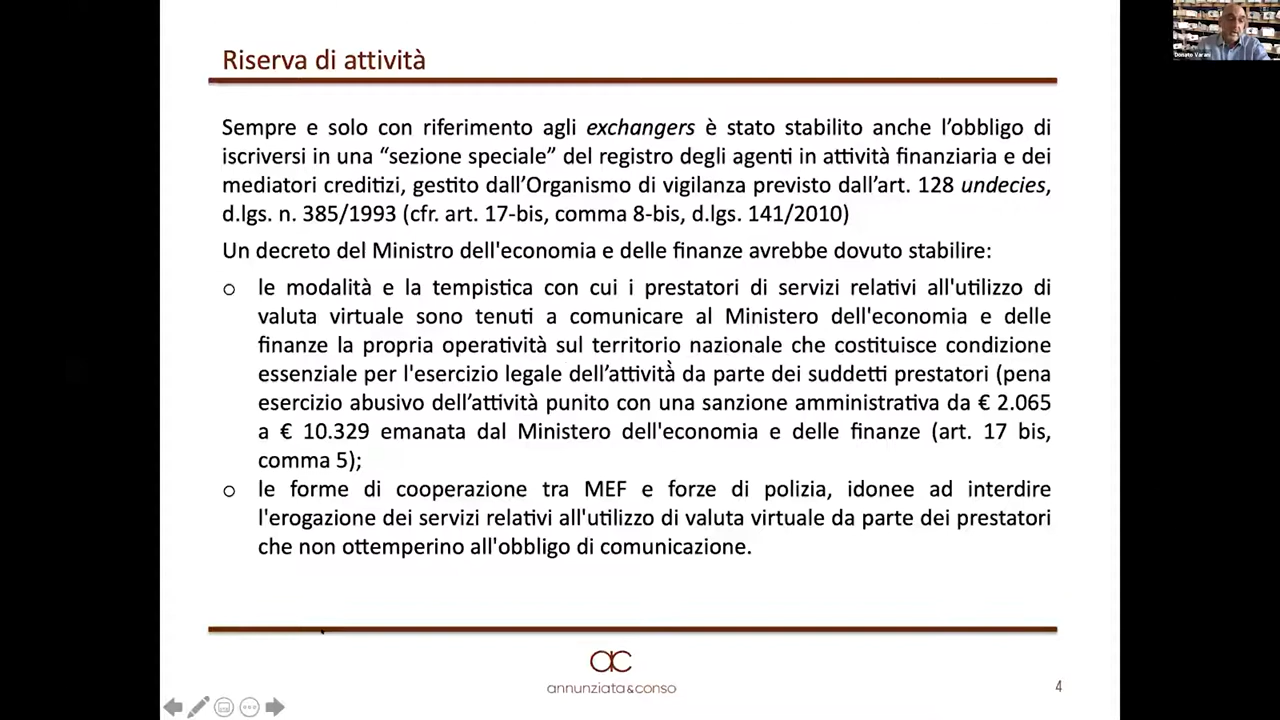 Riserva di attività
Donato Varani
Sempre e solo con riferimento agli exchangers è stato stabilito anche l’obbligo di
iscriversi in una “sezione speciale” del registro degli agenti in attività finanziaria e dei
mediatori creditizi, gestito dall’Organismo di vigilanza previsto dall’art. 128 undecies,
d.lgs. n. 385/1993 (cfr. art. 17-bis, comma 8-bis, d.lgs. 141/2010)
Un decreto del Ministro dell'economia e delle finanze avrebbe dovuto stabilire:
o le modalità e la tempistica con cui i prestatori di servizi relativi all'utilizzo di
valuta virtuale sono tenuti a comunicare al Ministero dell'economia e delle
finanze la propria operatività sul territorio nazionale che costituisce condizione
essenziale per l'esercizio legale dell’attività̀ da parte dei suddetti prestatori (pena
esercizio abusivo dell’attività punito con una sanzione amministrativa da € 2.065
a € 10.329 emanata dal Ministero dell'economia e delle finanze (art. 17 bis,
comma 5);
o le forme di cooperazione tra MEF e forze di polizia, idonee ad interdire
l'erogazione dei servizi relativi all'utilizzo di valuta virtuale da parte dei prestatori
che non ottemperino all'obbligo di comunicazione.
ac
annunziata&conso
4